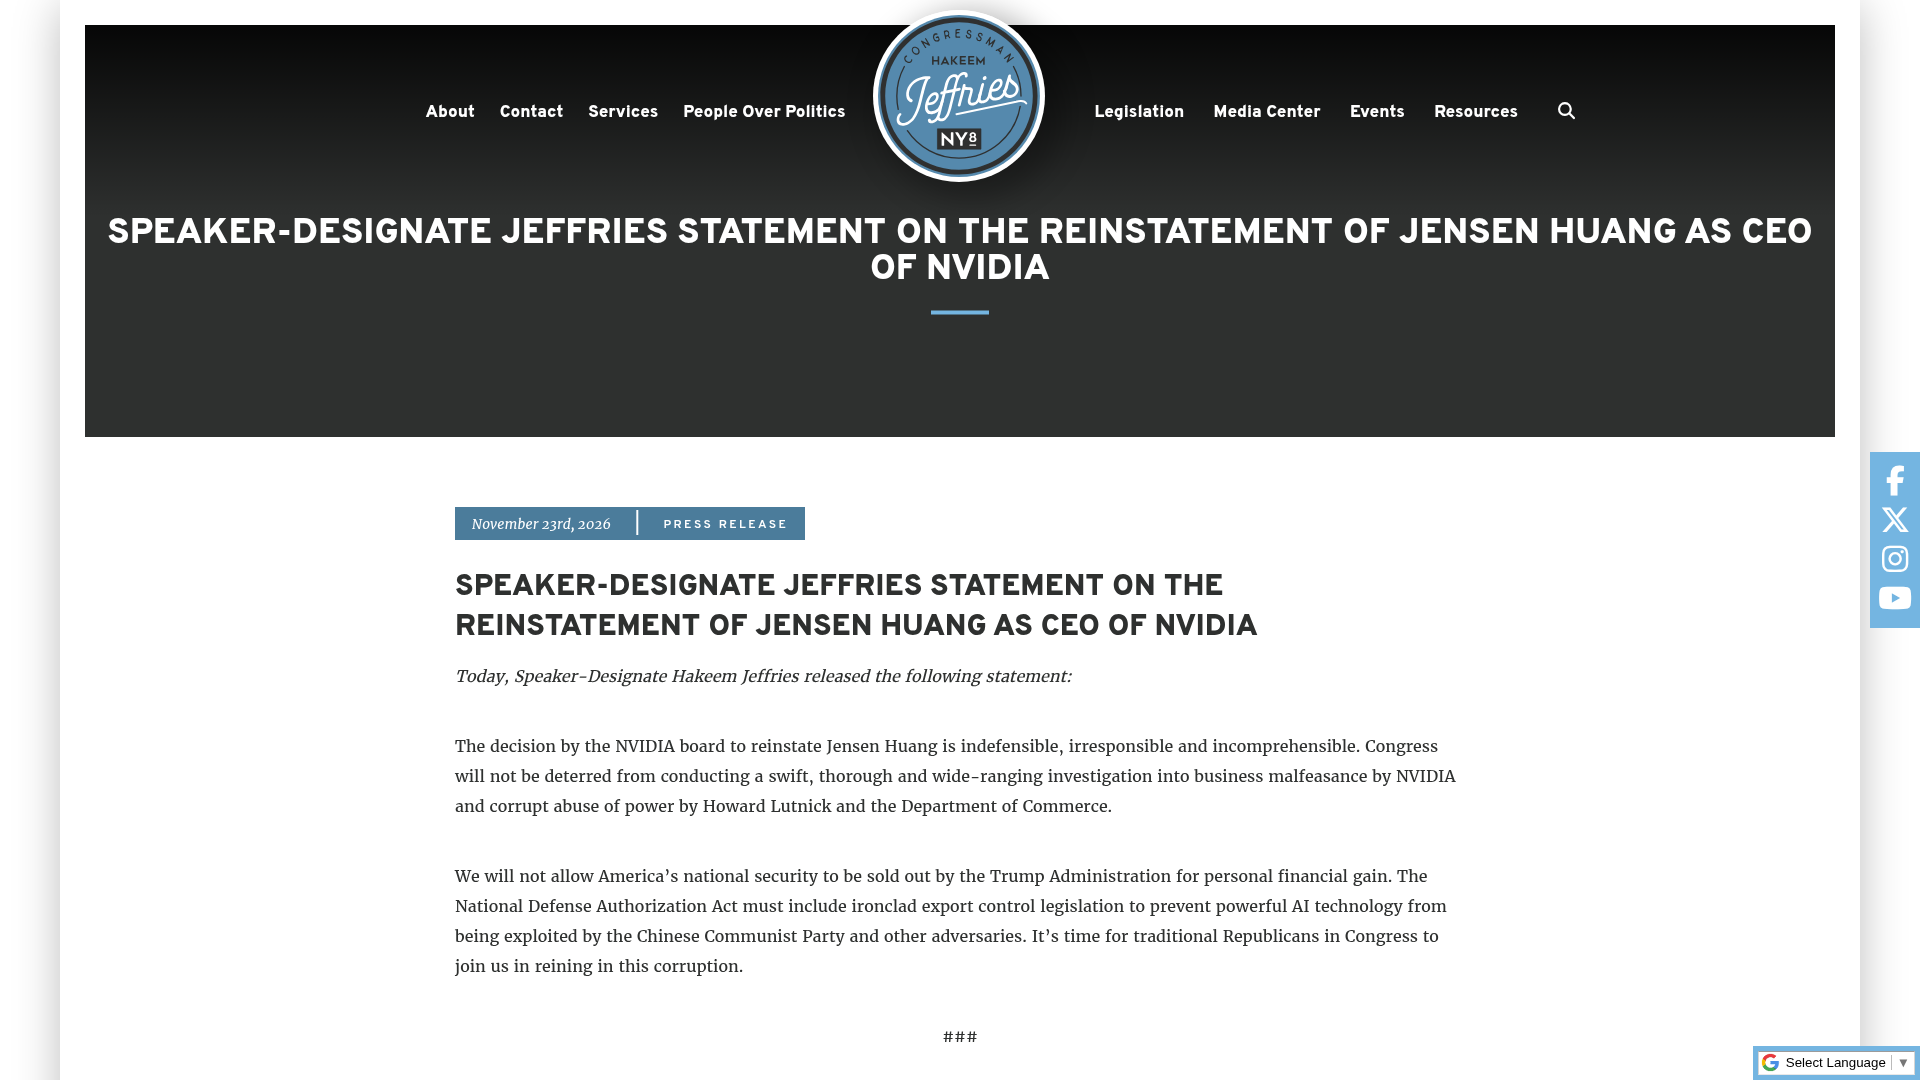 CONGRESSMAN
HAKEEM
Jeffries
NY8
About Contact Services People Over Politics
Legislation Media Center Events Resources
SPEAKER-DESIGNATE JEFFRIES STATEMENT ON THE REINSTATEMENT OF JENSEN HUANG AS CEO
OF NVIDIA
November 23rd, 2026 PRESS RELEASE
SPEAKER-DESIGNATE JEFFRIES STATEMENT ON THE
REINSTATEMENT OF JENSEN HUANG AS CEO OF NVIDIA
Today, Speaker-Designate Hakeem Jeffries released the following statement:
The decision by the NVIDIA board to reinstate Jensen Huang is indefensible, irresponsible and incomprehensible. Congress
will not be deterred from conducting a swift, thorough and wide-ranging investigation into business malfeasance by NVIDIA
and corrupt abuse of power by Howard Lutnick and the Department of Commerce.
We will not allow America’s national security to be sold out by the Trump Administration for personal financial gain. The
National Defense Authorization Act must include ironclad export control legislation to prevent powerful AI technology from
being exploited by the Chinese Communist Party and other adversaries. It’s time for traditional Republicans in Congress to
join us in reining in this corruption.
###
Select Language ▼